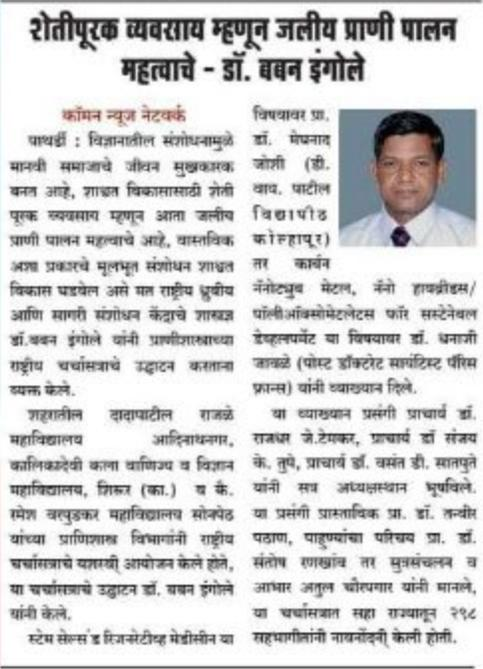 शेतीपूरक व्यवसाय म्हणून जलीय प्राणी पालन
महत्वाचे - डॉ. बबन इंगोले
कॉमन न्यूज नेटवर्क
पाथर्डी : विज्ञानातील संशोधनामुळे
मानवी समाजाचे जीवन सुखकारक
बनत आहे, शाश्वत विकासासाठी शेती
पूरक व्यवसाय म्हणून आता जलीय
प्राणी पालन महत्वाचे आहे, वास्तविक
अशा प्रकारचे मूलभूत संशोधन शाश्वत
विकास घडवेल असे मत राष्ट्रीय ध्रुवीय
आणि सागरी संशोधन केंद्राचे शास्त्रज्ञ
डॉ.बबन इंगोले यांनी प्राणीशास्त्राच्या
राष्ट्रीय चर्चासत्राचे उद्घाटन करताना
व्यक्त केले.
शहरातील दादापाटील राजळे
महाविद्यालय आदिनाथनगर,
कालिकादेवी कला वाणिज्य व विज्ञान
महाविद्यालय, शिरूर (का.) व कै.
रमेश वरपुडकर महाविद्यालय सोनपेठ
यांच्या प्राणिशास्त्र विभागांनी राष्ट्रीय
चर्चासत्राचे यशस्वी आयोजन केले होते,
या चर्चासत्राचे उद्घाटन डॉ. बबन इंगोले
यांनी केले.
स्टेम सेल्स इंड रिजनरेटीव्ह मेडीसीन या
विषयावर प्रा.
डॉ. मेघनाद
जोशी (डी.
वाय. पाटील
विद्यापीठ
कोल्हापूर)
तर कार्बन
नॅनोट्युब मेटल, नॅनो हायब्रीडस/
पॉलीऑक्सोमेटलेटस फॉर सस्टेनेबल
डेव्हलपमेंट या विषयावर डॉ. धनाजी
जावळे (पोस्ट डॉक्टरेट सायंटिस्ट पॅरिस
फ्रान्स) यांनी व्याख्यान दिले.
या व्याख्यान प्रसंगी प्राचार्य डॉ.
राजधर जे.टेमकर, प्राचार्य डॉ संजय
के. तुपे, प्राचार्य डॉ. वसंत डी. सातपुते
यांनी सत्र अध्यक्षस्थान भूषविले.
या प्रसंगी प्रास्ताविक प्रा. डॉ. तन्वीर
पठाण, पाहुण्यांचा परिचय प्रा. डॉ.
संतोष रणखांब तर सुत्रसंचलन व
आभार अतुल चौरपगार यांनी मानले,
या चर्चासत्रात सहा राज्यातून २९८
सहभागीतांनी नावनोंदनी केली होती.